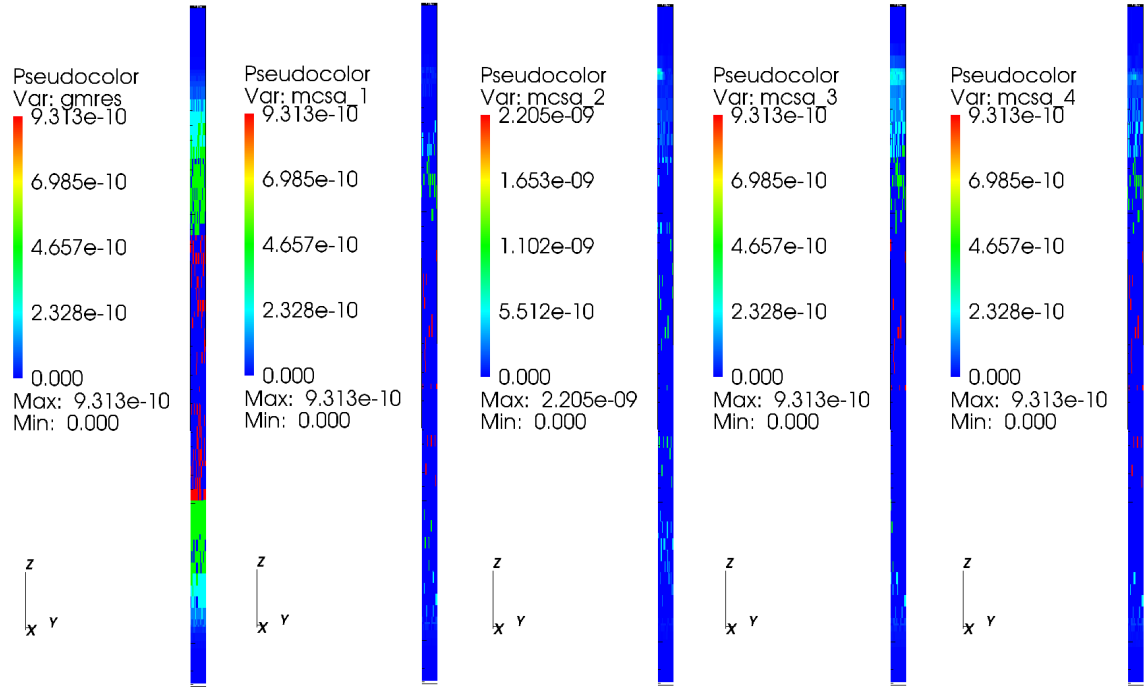 Pseudocolor
Var: gmres
9.313e-10
6.985e-10
4.657e-10
2.328e-10
0.000
Max: 9.313e-10
Min: 0.000
Z
X
Y
Pseudocolor
Var: mcsa_1
9.313e-10
6.985e-10
4.657e-10
2.328e-10
0.000
Max: 9.313e-10
Min: 0.000
Z
X
Y
Pseudocolor
Var: mcsa_2
2.205e-09
1.653e-09
1.102e-09
5.512e-10
0.000
Max: 2.205e-09
Min: 0.000
Z
X
Y
Pseudocolor
Var: mcsa_3
9.313e-10
6.985e-10
4.657e-10
2.328e-10
0.000
Max: 9.313e-10
Min: 0.000
Z
X
Y
Pseudocolor
Var: mcsa_4
9.313e-10
6.985e-10
4.657e-10
2.328e-10
0.000
Max: 9.313e-10
Min: 0.000
Z
X
Y